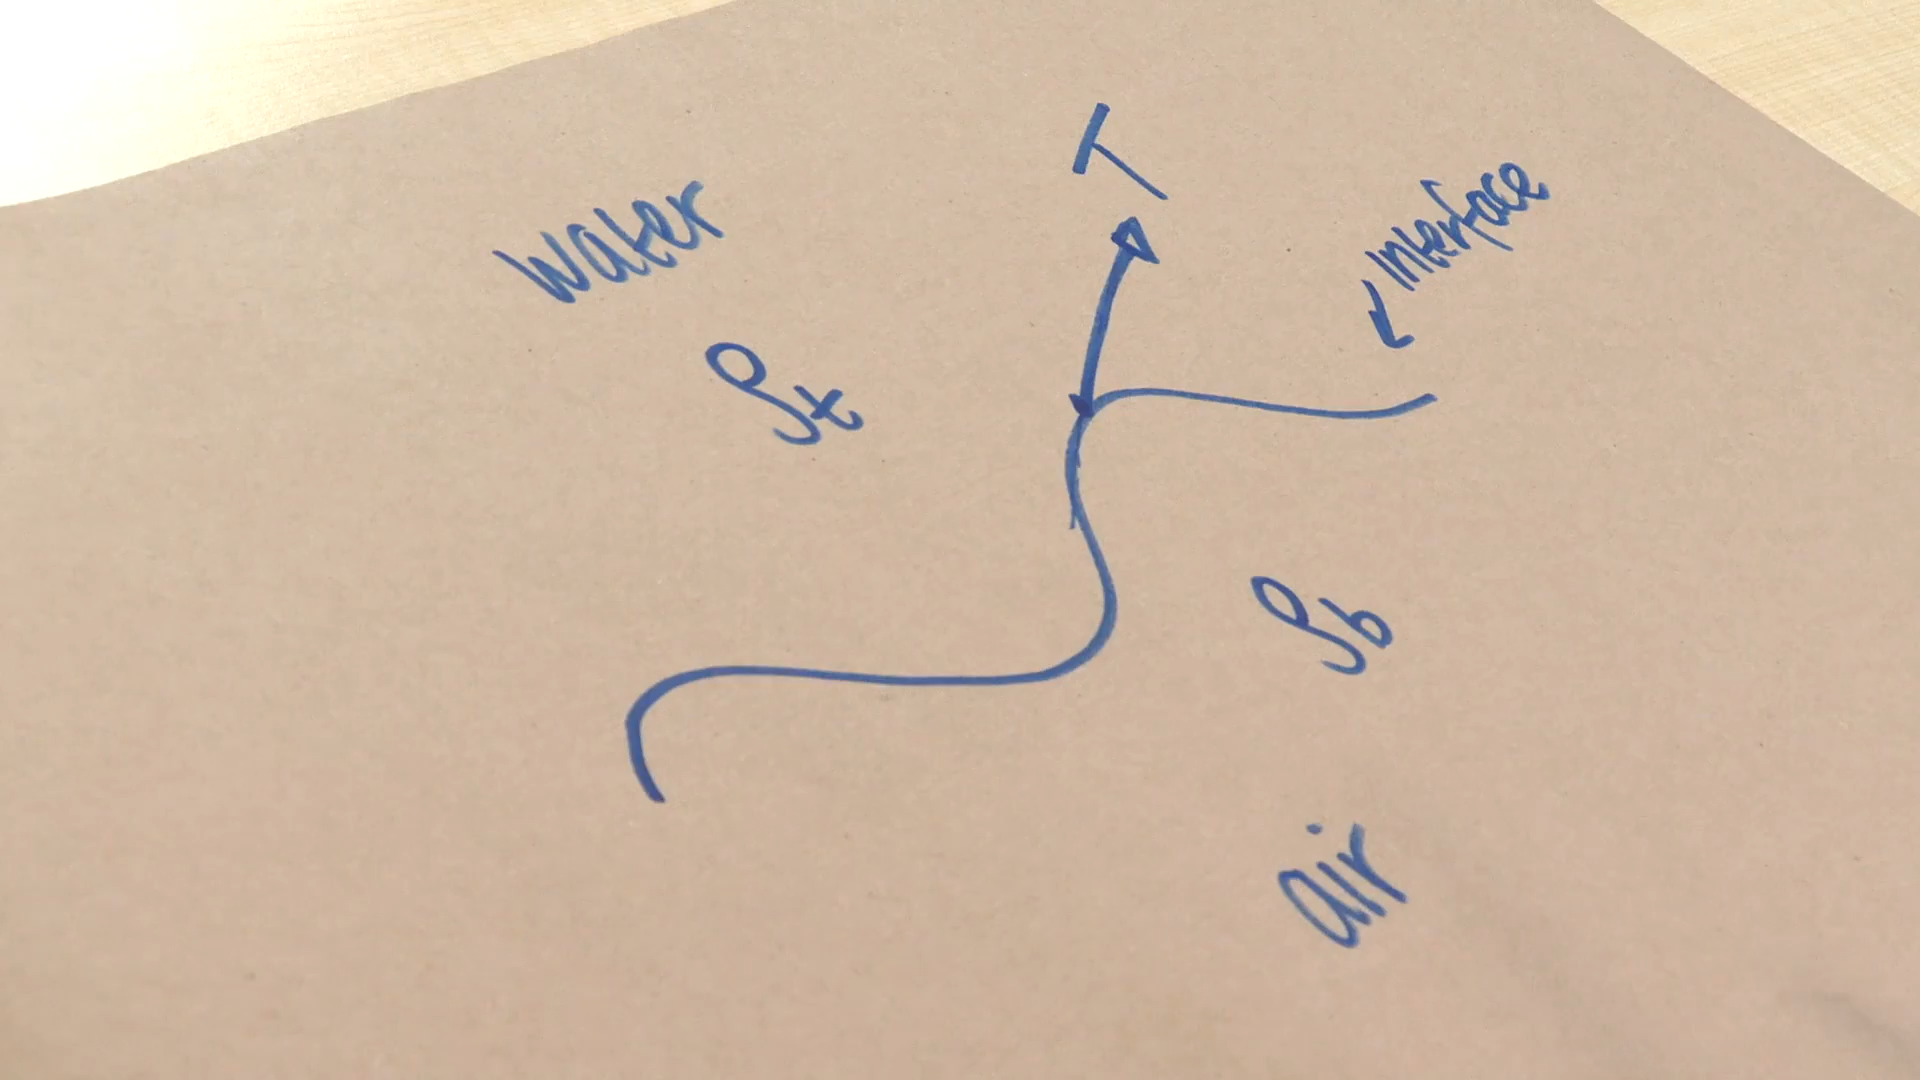 T
water
Interface
ρt
ρb
air